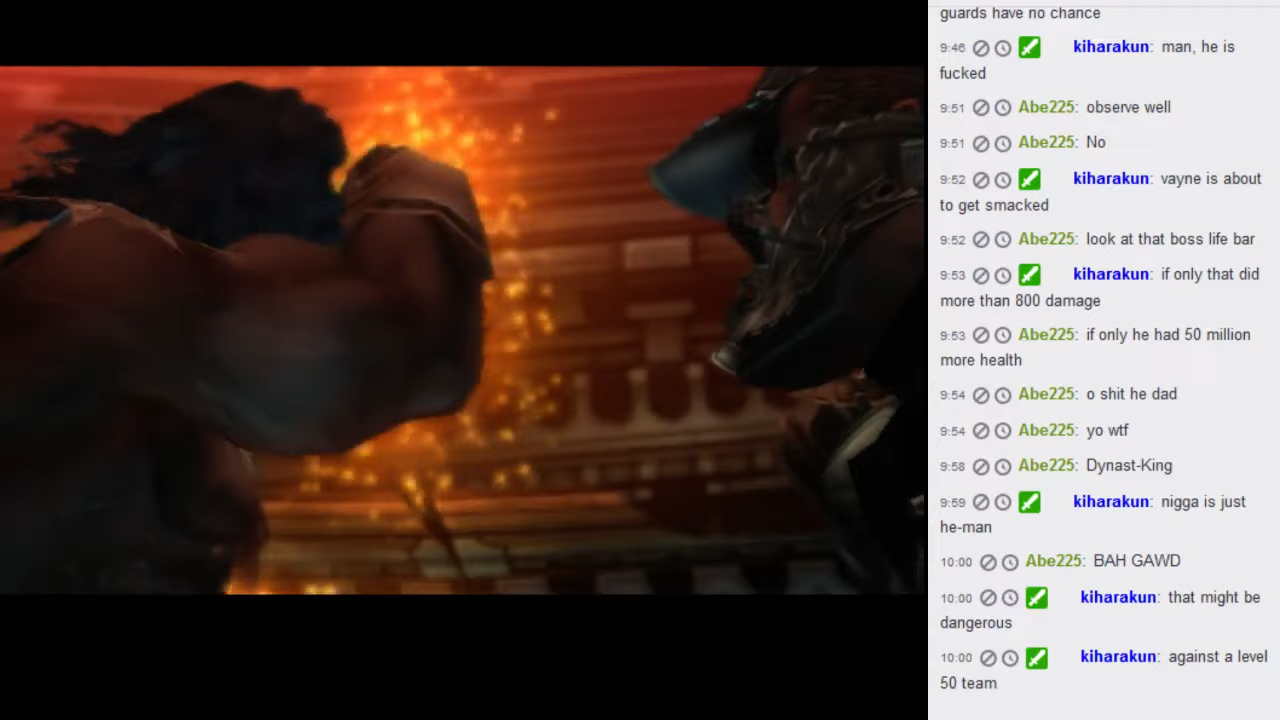 guards have no chance
9:46 kiharakun: man, he is
fucked
9:51 Abe225: observe well
9:51 Abe225: No
9:52 kiharakun: vayne is about
to get smacked
9:52 Abe225: look at that boss life bar
9:53 kiharakun: if only that did
more than 800 damage
9:53 Abe225: if only he had 50 million
more health
9:54 Abe225: o shit he dad
9:54 Abe225: yo wtf
9:58 Abe225: Dynast-King
9:59 kiharakun: nigga is just
he-man
10:00 Abe225: BAH GAWD
10:00 kiharakun: that might be
dangerous
10:00 kiharakun: against a level
50 team